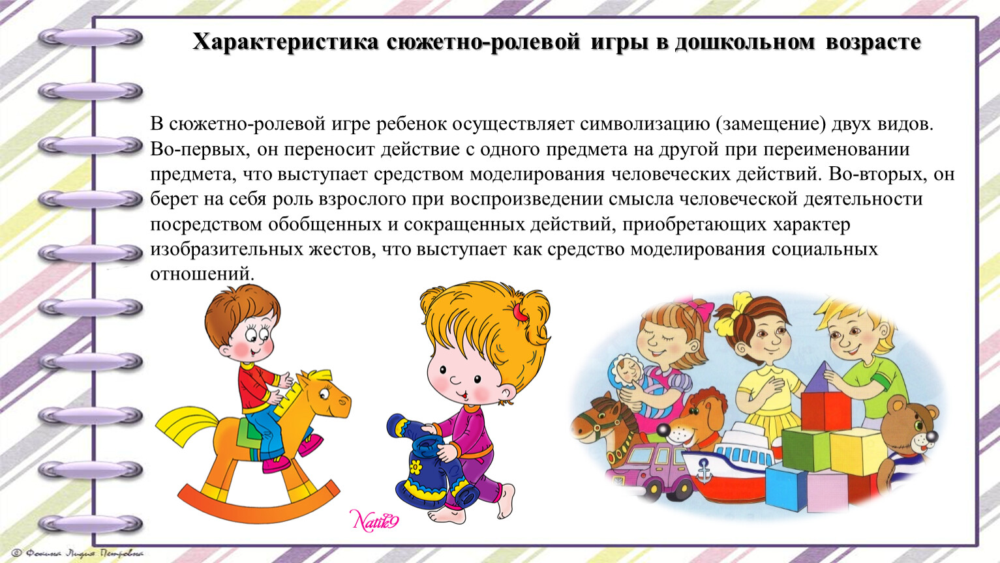 Характеристика сюжетно-ролевой игры в дошкольном возрасте
В сюжетно-ролевой игре ребенок осуществляет символизацию (замещение) двух видов.
Во-первых, он переносит действие с одного предмета на другой при переименовании
предмета, что выступает средством моделирования человеческих действий. Во-вторых, он
берет на себя роль взрослого при воспроизведении смысла человеческой деятельности
посредством обобщенных и сокращенных действий, приобретающих характер
изобразительных жестов, что выступает как средство моделирования социальных
отношений.
Natik9
© Фокина Лидия Петровна